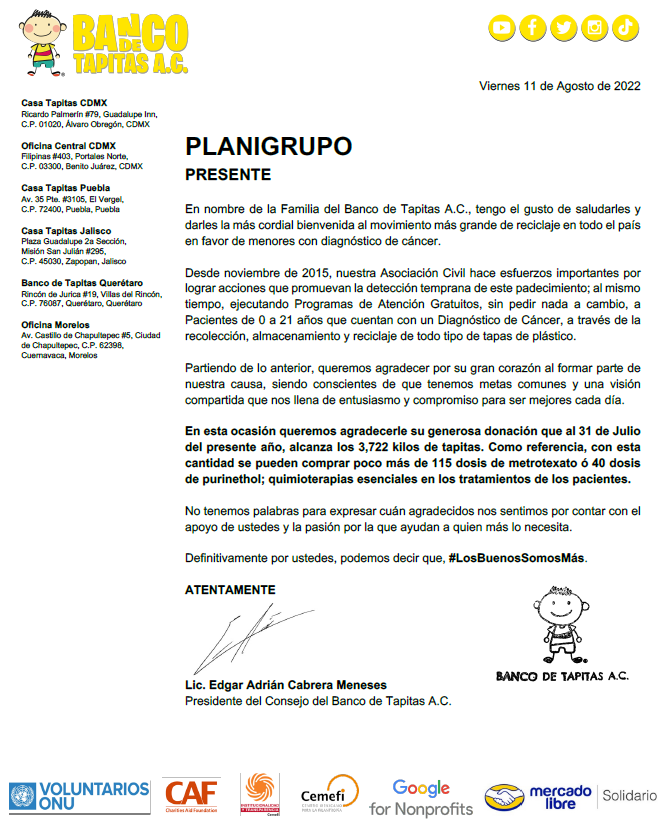 BANCO
DE
TAPITAS A.C.
Viernes 11 de Agosto de 2022
Casa Tapitas CDMX
Ricardo Palmerín #79, Guadalupe Inn,
C.P. 01020, Álvaro Obregón, CDMX
Oficina Central CDMX
Filipinas #403, Portales Norte,
C.P. 03300, Benito Juárez, CDMX
Casa Tapitas Puebla
Av. 35 Pte. #3105, El Vergel,
C.P. 72400, Puebla, Puebla
Casa Tapitas Jalisco
Plaza Guadalupe 2a Sección,
Misión San Julián #295,
C.P. 45030, Zapopan, Jalisco
Banco de Tapitas Querétaro
Rincón de Jurica #19, Villas del Rincón,
C.P. 76087, Querétaro, Querétaro
Oficina Morelos
Av. Castillo de Chapultepec #5, Ciudad
de Chapultepec, C.P. 62398,
Cuernavaca, Morelos
PLANIGRUPO
PRESENTE
En nombre de la Familia del Banco de Tapitas A.C., tengo el gusto de saludarles y
darles la más cordial bienvenida al movimiento más grande de reciclaje en todo el país
en favor de menores con diagnóstico de cáncer.
Desde noviembre de 2015, nuestra Asociación Civil hace esfuerzos importantes por
lograr acciones que promuevan la detección temprana de este padecimiento; al mismo
tiempo, ejecutando Programas de Atención Gratuitos, sin pedir nada a cambio, a
Pacientes de 0 a 21 años que cuentan con un Diagnóstico de Cáncer, a través de la
recolección, almacenamiento y reciclaje de todo tipo de tapas de plástico.
Partiendo de lo anterior, queremos agradecer por su gran corazón al formar parte de
nuestra causa, siendo conscientes de que tenemos metas comunes y una visión
compartida que nos llena de entusiasmo y compromiso para ser mejores cada día.
En esta ocasión queremos agradecerle su generosa donación que al 31 de Julio
del presente año, alcanza los 3,722 kilos de tapitas. Como referencia, con esta
cantidad se pueden comprar poco más de 115 dosis de metrotexato ó 40 dosis
de purinethol; quimioterapias esenciales en los tratamientos de los pacientes.
No tenemos palabras para expresar cuán agradecidos nos sentimos por contar con el
apoyo de ustedes y la pasión por la que ayudan a quien más lo necesita.
Definitivamente por ustedes, podemos decir que, #LosBuenosSomosMás.
ATENTAMENTE
BANCO DE TAPITAS A.C.
Lic. Edgar Adrián Cabrera Meneses
Presidente del Consejo del Banco de Tapitas A.C.
VOLUNTARIOS
ONU
CAF
Charities Aid Foundation
INSTITUCIONALIDAD
Y TRANSPARENCIA
Cemefi
Cemefi
Google
for Nonprofits
mercado
libre
Solidario